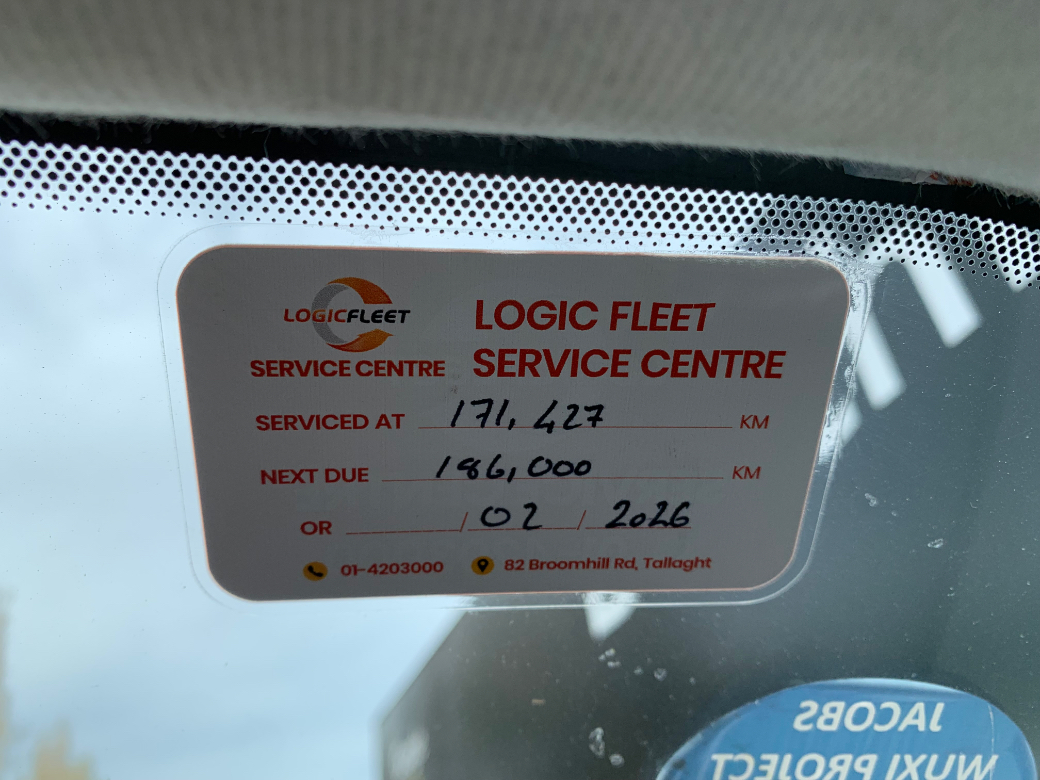 LOGICFLEET
SERVICE CENTRE
LOGIC FLEET
SERVICE CENTRE
SERVICED AT 171,427 KM
NEXT DUE 186,000 KM
OR / 02 / 2026
01-4203000 82 Broomhill Rd, Tallaght
JACOBS
WUXI PROJECT